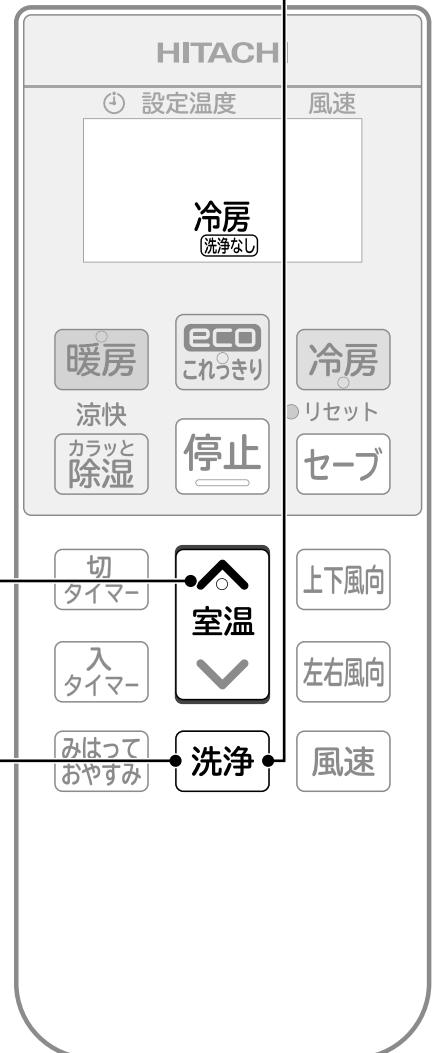 HITACHI
設定温度 風速
冷房
洗浄なし
暖房
eco
これっきり
冷房
涼快
リセット
カラッと
除湿
停止
セーブ
切
タイマー
室温
上下風向
入
タイマー
左右風向
みはって
おやすみ
洗浄
風速